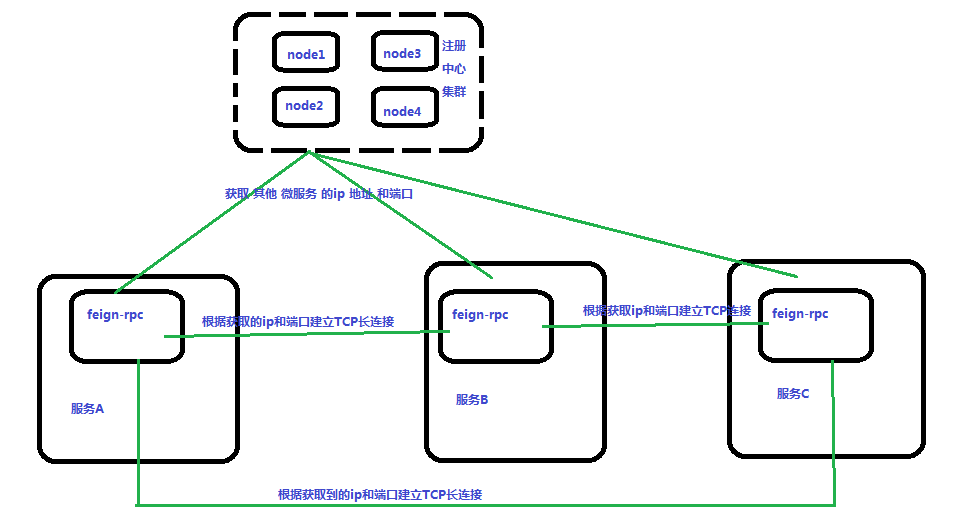 node1
node3
注册
中心
集群
node2
node4
获取 其他 微服务 的ip 地址 和端口
feign-rpc
feign-rpc
feign-rpc
根据获取的ip和端口建立TCP长连接
根据获取ip和端口建立TCP连接
服务A
服务B
服务C
根据获取到的ip和端口建立TCP长连接